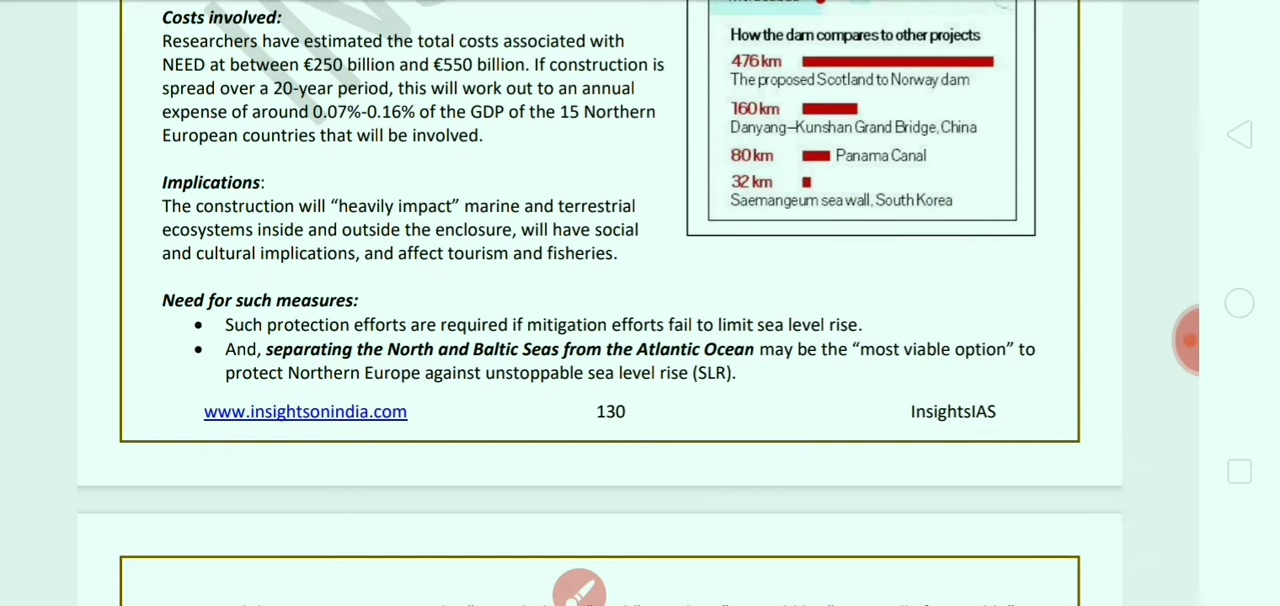 Costs involved:
Researchers have estimated the total costs associated with
NEED at between €250 billion and €550 billion. If construction is
spread over a 20-year period, this will work out to an annual
expense of around 0.07%-0.16% of the GDP of the 15 Northern
European countries that will be involved.
Implications:
The construction will “heavily impact” marine and terrestrial
ecosystems inside and outside the enclosure, will have social
and cultural implications, and affect tourism and fisheries.
How the dam compares to other projects
476 km
The proposed Scotland to Norway dam
160 km
Danyang–Kunshan Grand Bridge, China
80 km Panama Canal
32 km
Saemangeum sea wall, South Korea
Need for such measures:
• Such protection efforts are required if mitigation efforts fail to limit sea level rise.
• And, separating the North and Baltic Seas from the Atlantic Ocean may be the “most viable option” to
protect Northern Europe against unstoppable sea level rise (SLR).
www.insightsonindia.com 130 InsightsIAS